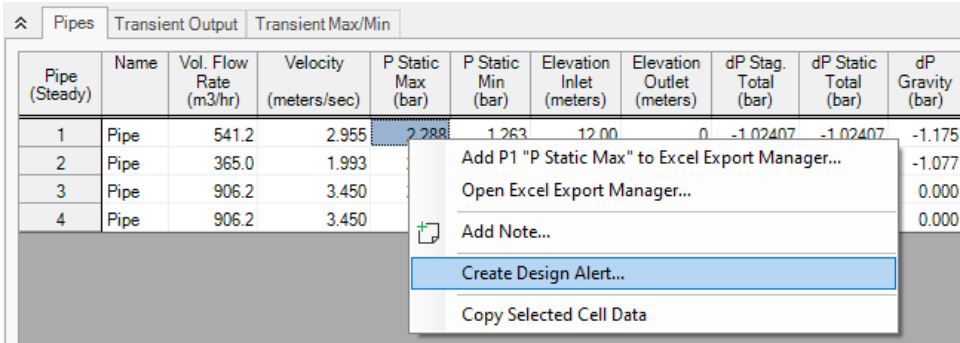 Pipes Transient Output Transient Max/Min
Pipe (Steady) Name Vol. Flow Rate (m3/hr) Velocity (meters/sec) P Static Max (bar) P Static Min (bar) Elevation Inlet (meters) Elevation Outlet (meters) dP Stag. Total (bar) dP Static Total (bar) dP Gravity (bar)
1 Pipe 541.2 2.955 2.288 1.263 12.00 0 -1.02407 -1.02407 -1.175
2 Pipe 365.0 1.993 -1.077
3 Pipe 906.2 3.450 0.000
4 Pipe 906.2 3.450 0.000
Add P1 "P Static Max" to Excel Export Manager...
Open Excel Export Manager...
Add Note...
Create Design Alert...
Copy Selected Cell Data